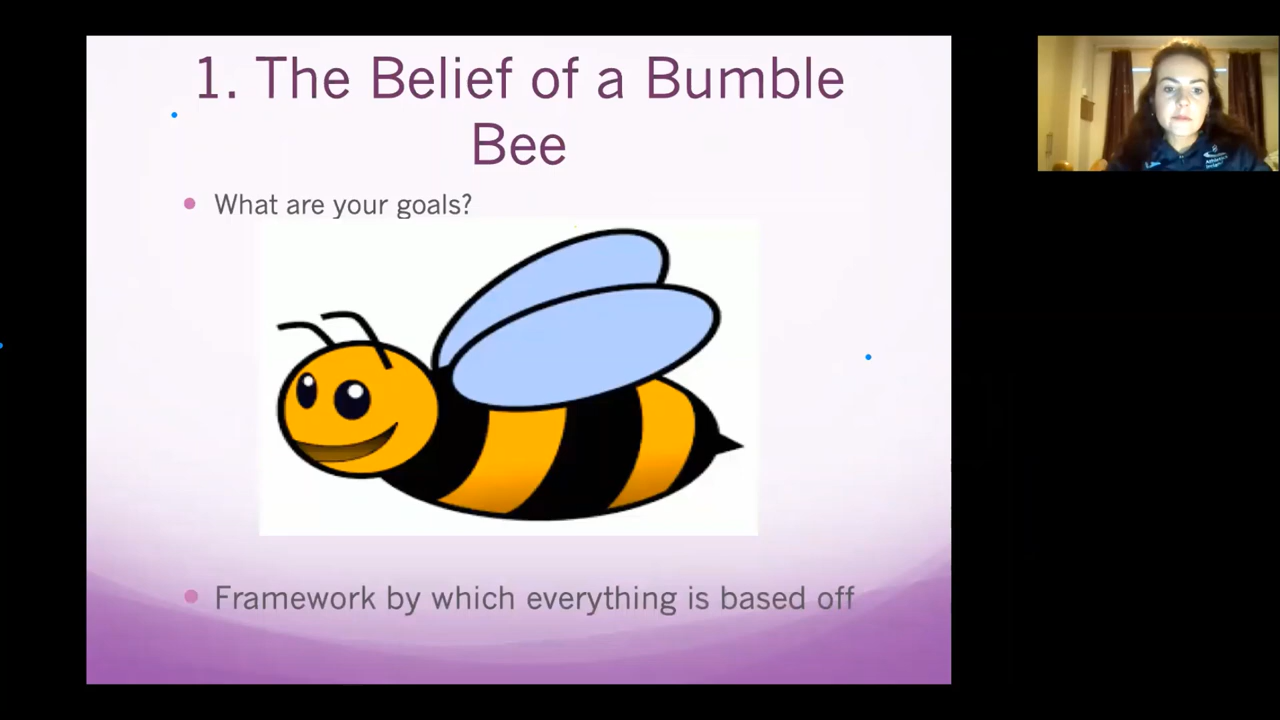 1. The Belief of a Bumble
Bee
What are your goals?
Framework by which everything is based off